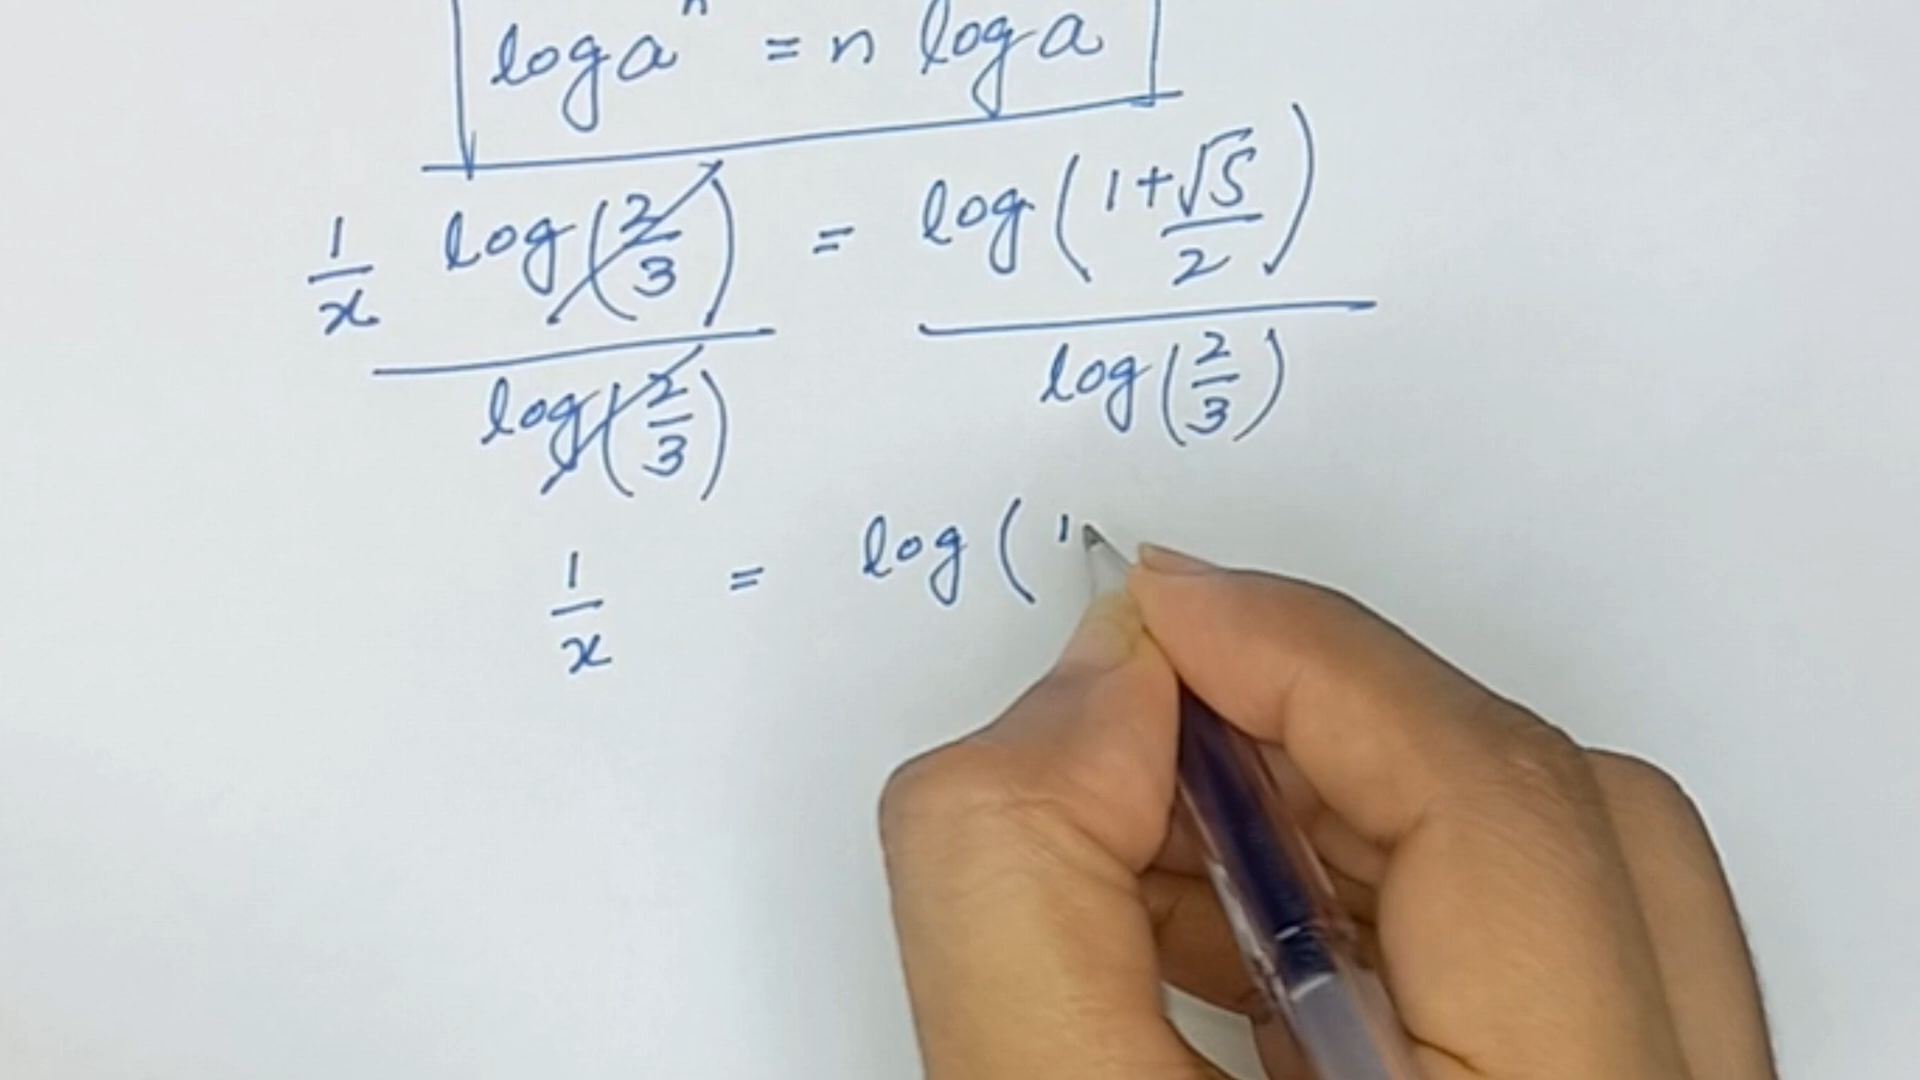 log aⁿ = n log a
1/x log(2/3) / log(2/3) = log(1+√5/2) / log(2/3)
1/x = log ( 1